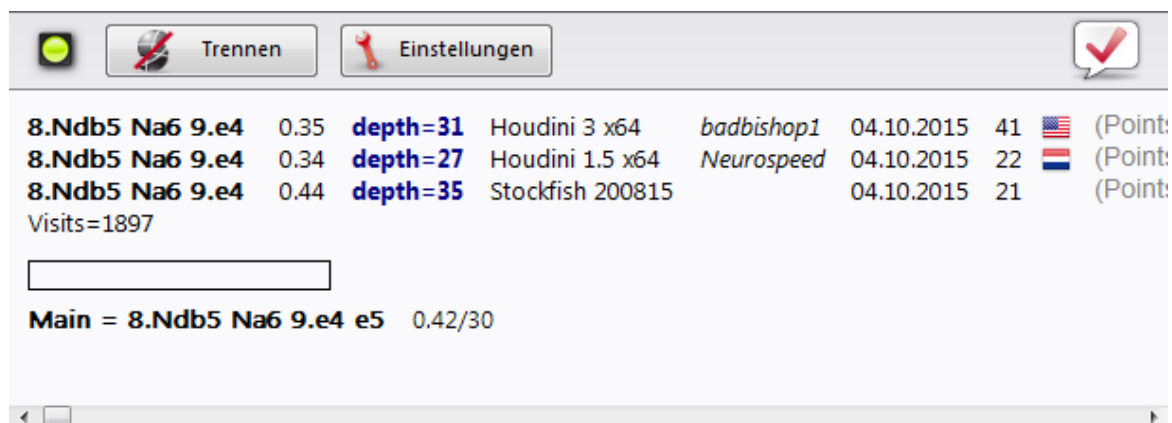 Trennen Einstellungen
8.Ndb5 Na6 9.e4 0.35 depth=31 Houdini 3 x64 badbishop1 04.10.2015 41 (Points
8.Ndb5 Na6 9.e4 0.34 depth=27 Houdini 1.5 x64 Neurospeed 04.10.2015 22 (Points
8.Ndb5 Na6 9.e4 0.44 depth=35 Stockfish 200815 04.10.2015 21 (Points
Visits=1897
Main = 8.Ndb5 Na6 9.e4 e5 0.42/30